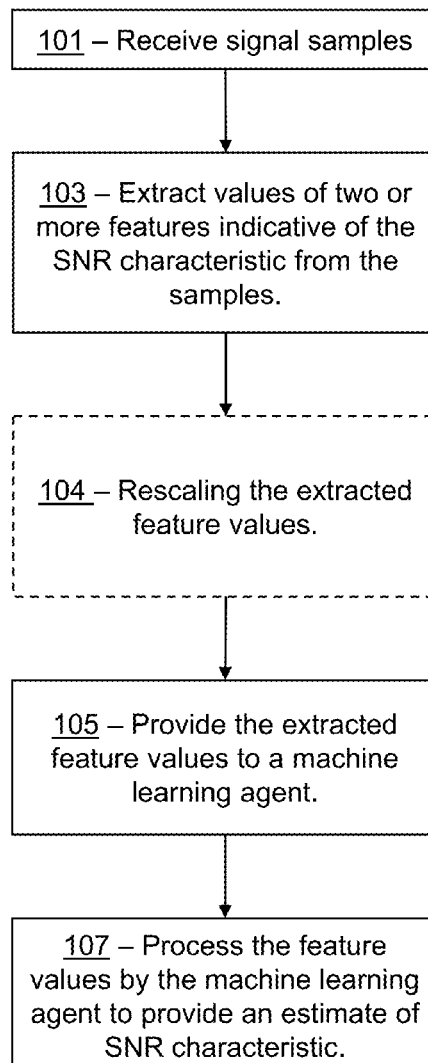 101 – Receive signal samples
103 – Extract values of two or
more features indicative of the
SNR characteristic from the
samples.
104 – Rescaling the extracted
feature values.
105 – Provide the extracted
feature values to a machine
learning agent.
107 – Process the feature
values by the machine learning
agent to provide an estimate of
SNR characteristic.